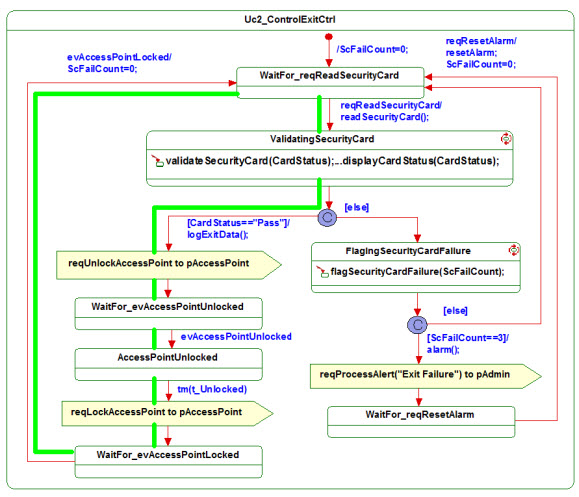 Uc2_ControlExitCtrl
evAccessPointLocked/
ScFailCount=0;
/ScFailCount=0;
reqResetAlarm/
resetAlarm;
ScFailCount=0;
WaitFor_reqReadSecurityCard
reqReadSecurityCard/
readSecurityCard();
ValidatingSecurityCard
validateSecurityCard(CardStatus);...displayCardStatus(CardStatus);
[else]
C
[CardStatus=="Pass"]/
logExitData();
reqUnlockAccessPoint to pAccessPoint
FlagIngSecurityCardFailure
flagSecurityCardFailure(ScFailCount);
WaitFor_evAccessPointUnlocked
[else]
C
evAccessPointUnlocked
[ScFailCount==3]/
alarm();
AccessPointUnlocked
reqProcessAlert("Exit Failure") to pAdmin
tm(t_Unlocked)
reqLockAccessPoint to pAccessPoint
WaitFor_reqResetAlarm
WaitFor_evAccessPointLocked